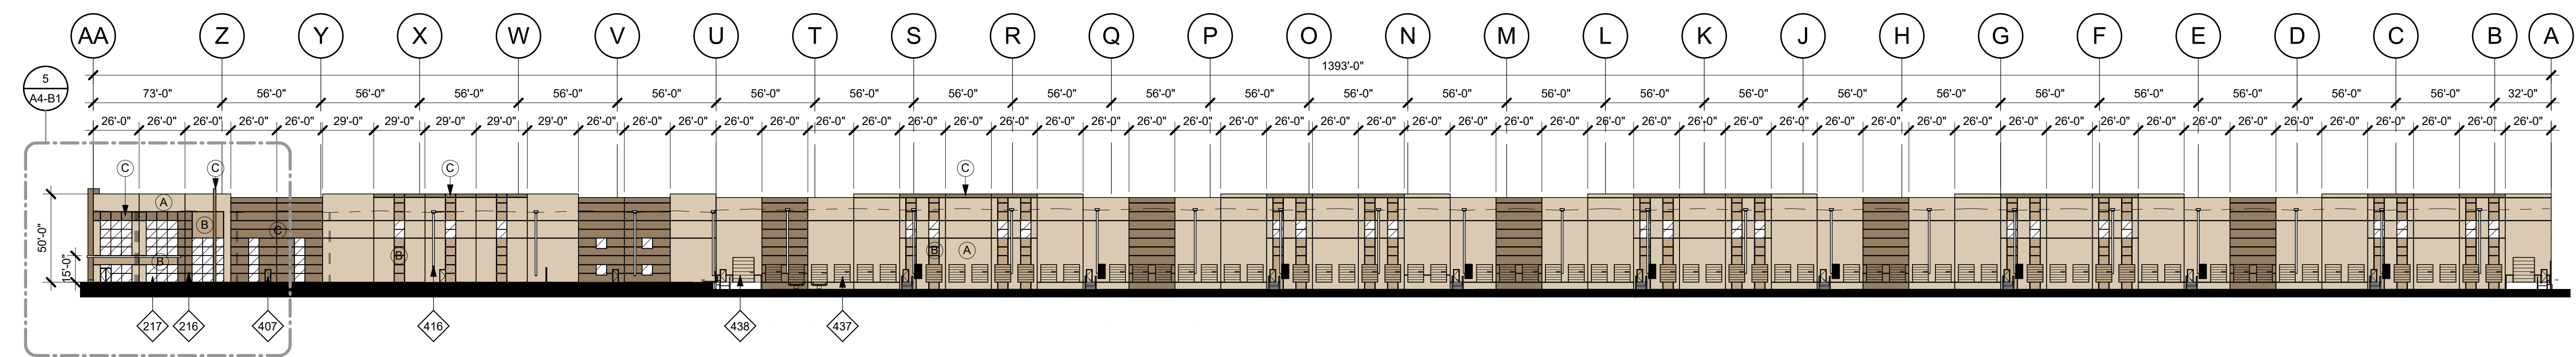 AA Z Y X W V U T S R Q P O N M L K J H G F E D C B A
1393'-0"
5
A4-B1
73'-0" 56'-0" 56'-0" 56'-0" 56'-0" 56'-0" 56'-0" 56'-0" 56'-0" 56'-0" 56'-0" 56'-0" 56'-0" 56'-0" 56'-0" 56'-0" 56'-0" 56'-0" 56'-0" 56'-0" 56'-0" 56'-0" 56'-0" 56'-0" 32'-0"
26'-0" 26'-0" 26'-0" 26'-0" 26'-0" 29'-0" 29'-0" 29'-0" 29'-0" 29'-0" 26'-0" 26'-0" 26'-0" 26'-0" 26'-0" 26'-0" 26'-0" 26'-0" 26'-0" 26'-0" 26'-0" 26'-0" 26'-0" 26'-0" 26'-0" 26'-0" 26'-0" 26'-0" 26'-0" 26'-0" 26'-0" 26'-0" 26'-0" 26'-0" 26'-0" 26'-0" 26'-0" 26'-0" 26'-0" 26'-0" 26'-0" 26'-0" 26'-0" 26'-0" 26'-0" 26'-0" 26'-0" 26'-0" 26'-0" 26'-0" 26'-0" 26'-0" 26'-0"
C C C C
A
B
C
50'-0"
B A
B
B
15'-0"
217 216 407 416 438 437